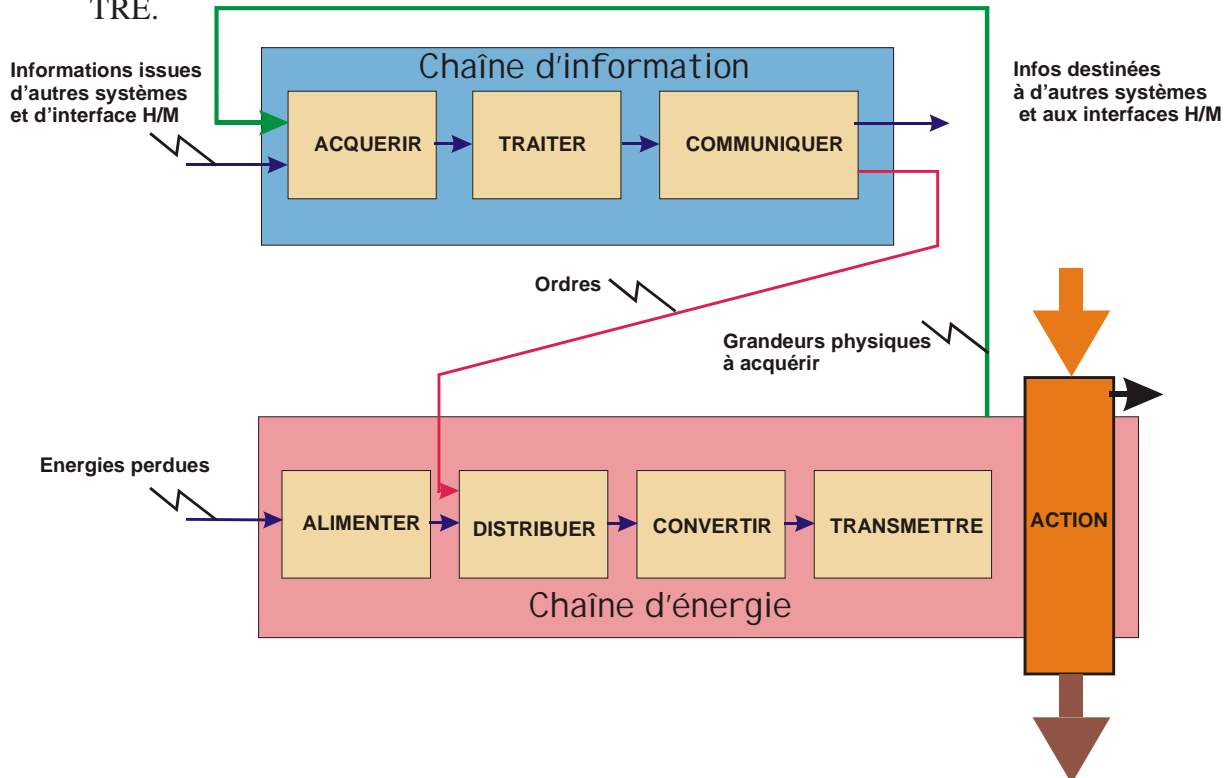 TRE.
Chaîne d'information
Informations issues
d'autres systèmes
et d'interface H/M
Infos destinées
à d'autres systèmes
et aux interfaces H/M
ACQUERIR
TRAITER
COMMUNIQUER
Ordres
Grandeurs physiques
à acquérir
Energies perdues
ALIMENTER
DISTRIBUER
CONVERTIR
TRANSMETTRE
ACTION
Chaîne d'énergie